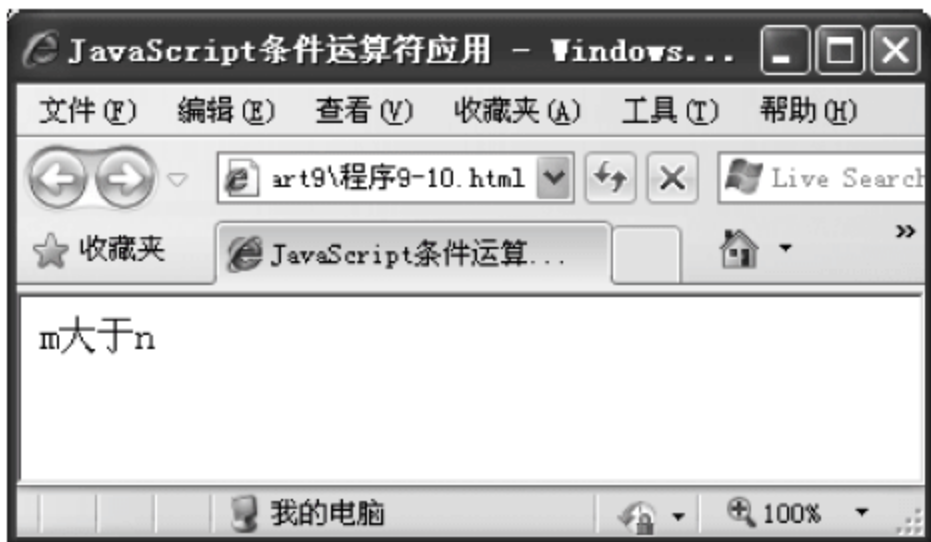 JavaScript条件运算符应用 - Windows...
文件(F) 编辑(E) 查看(V) 收藏夹(A) 工具(T) 帮助(H)
art9\程序9-10.html Live Search
收藏夹 JavaScript条件运算... »
m大于n
我的电脑 100%